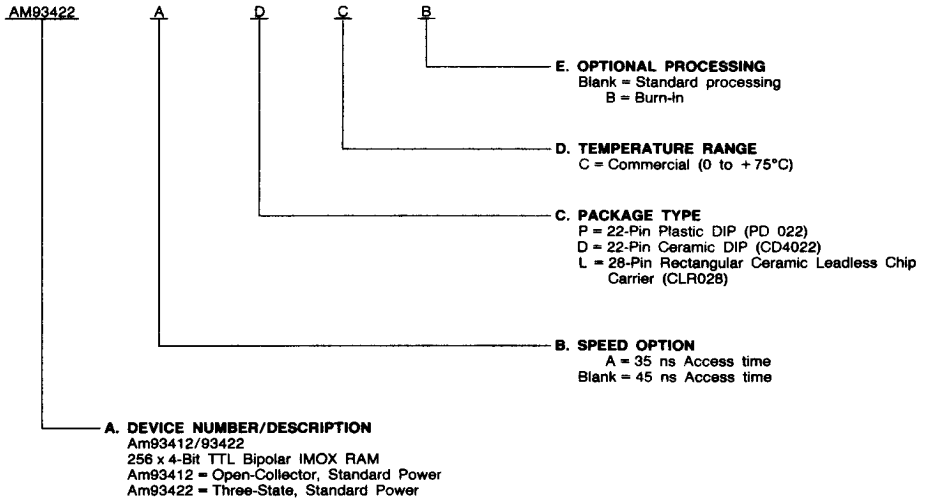 AM93422 A D C B
E. OPTIONAL PROCESSING
Blank = Standard processing
B = Burn-in
D. TEMPERATURE RANGE
C = Commercial (0 to +75°C)
C. PACKAGE TYPE
P = 22-Pin Plastic DIP (PD 022)
D = 22-Pin Ceramic DIP (CD4022)
L = 28-Pin Rectangular Ceramic Leadless Chip
Carrier (CLR028)
B. SPEED OPTION
A = 35 ns Access time
Blank = 45 ns Access time
A. DEVICE NUMBER/DESCRIPTION
Am93412/93422
256 x 4-Bit TTL Bipolar IMOX RAM
Am93412 = Open-Collector, Standard Power
Am93422 = Three-State, Standard Power